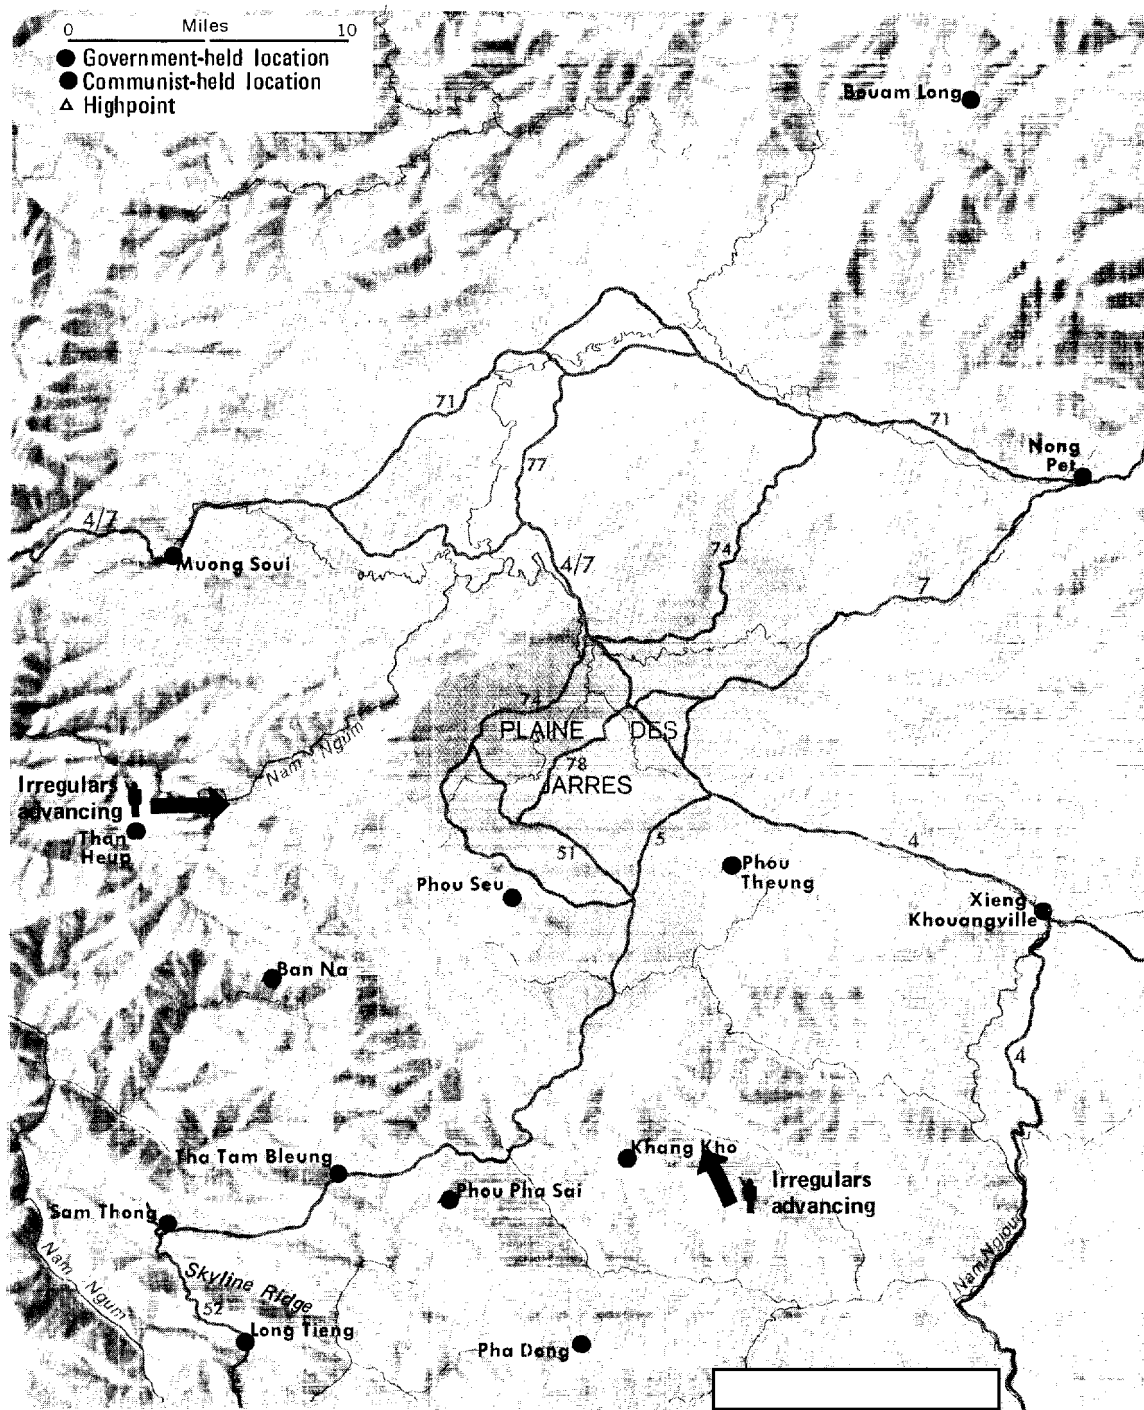 0 Miles 10
Government-held location
Communist-held location
Highpoint
Bouam Long
71
77
71
Nong
Pet
4/7
Muong Soui
4/7
74
7
74
PLAINE DES
Nam Ngum
78
JARRES
Irregulars
advancing
Than
Heup
5
4
51
Phou
Theung
Phou Seu
Xieng
Khouangville
Ban Na
4
Khang Kho
Tha Tam Bleung
Irregulars
advancing
Phou Pha Sai
Sam Thong
Nam Ngum
Skyline Ridge
Nam Ngioun
52
Long Tieng
Pha Dong